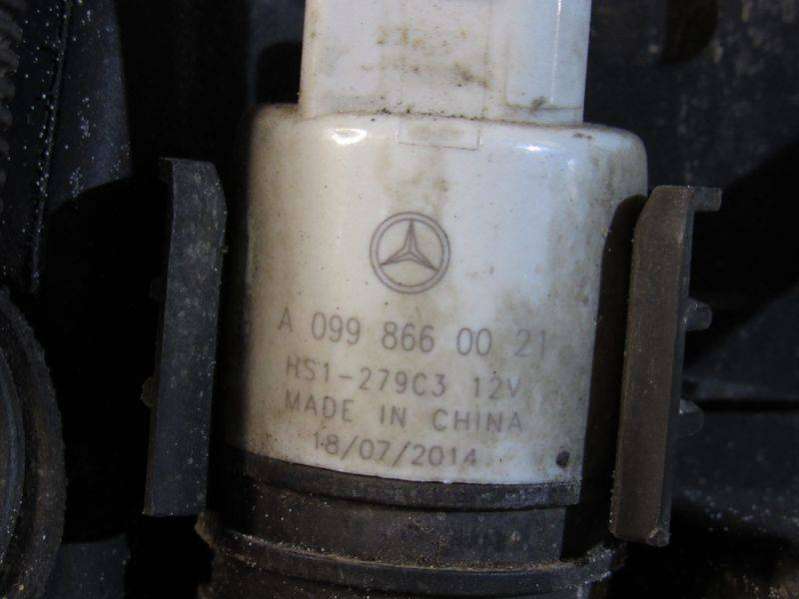 A 099 866 00 21
HS1-279C3 12V
MADE IN CHINA
18/07/2014